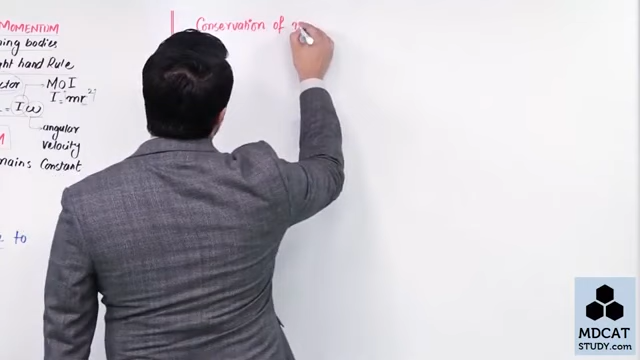 MOMENTUM
ning bodies
ght hand Rule
ctor
MOI
I = mr²
= Iω
angular
velocity
M
mains Constant
to
Conservation of
MDCAT
STUDY.com